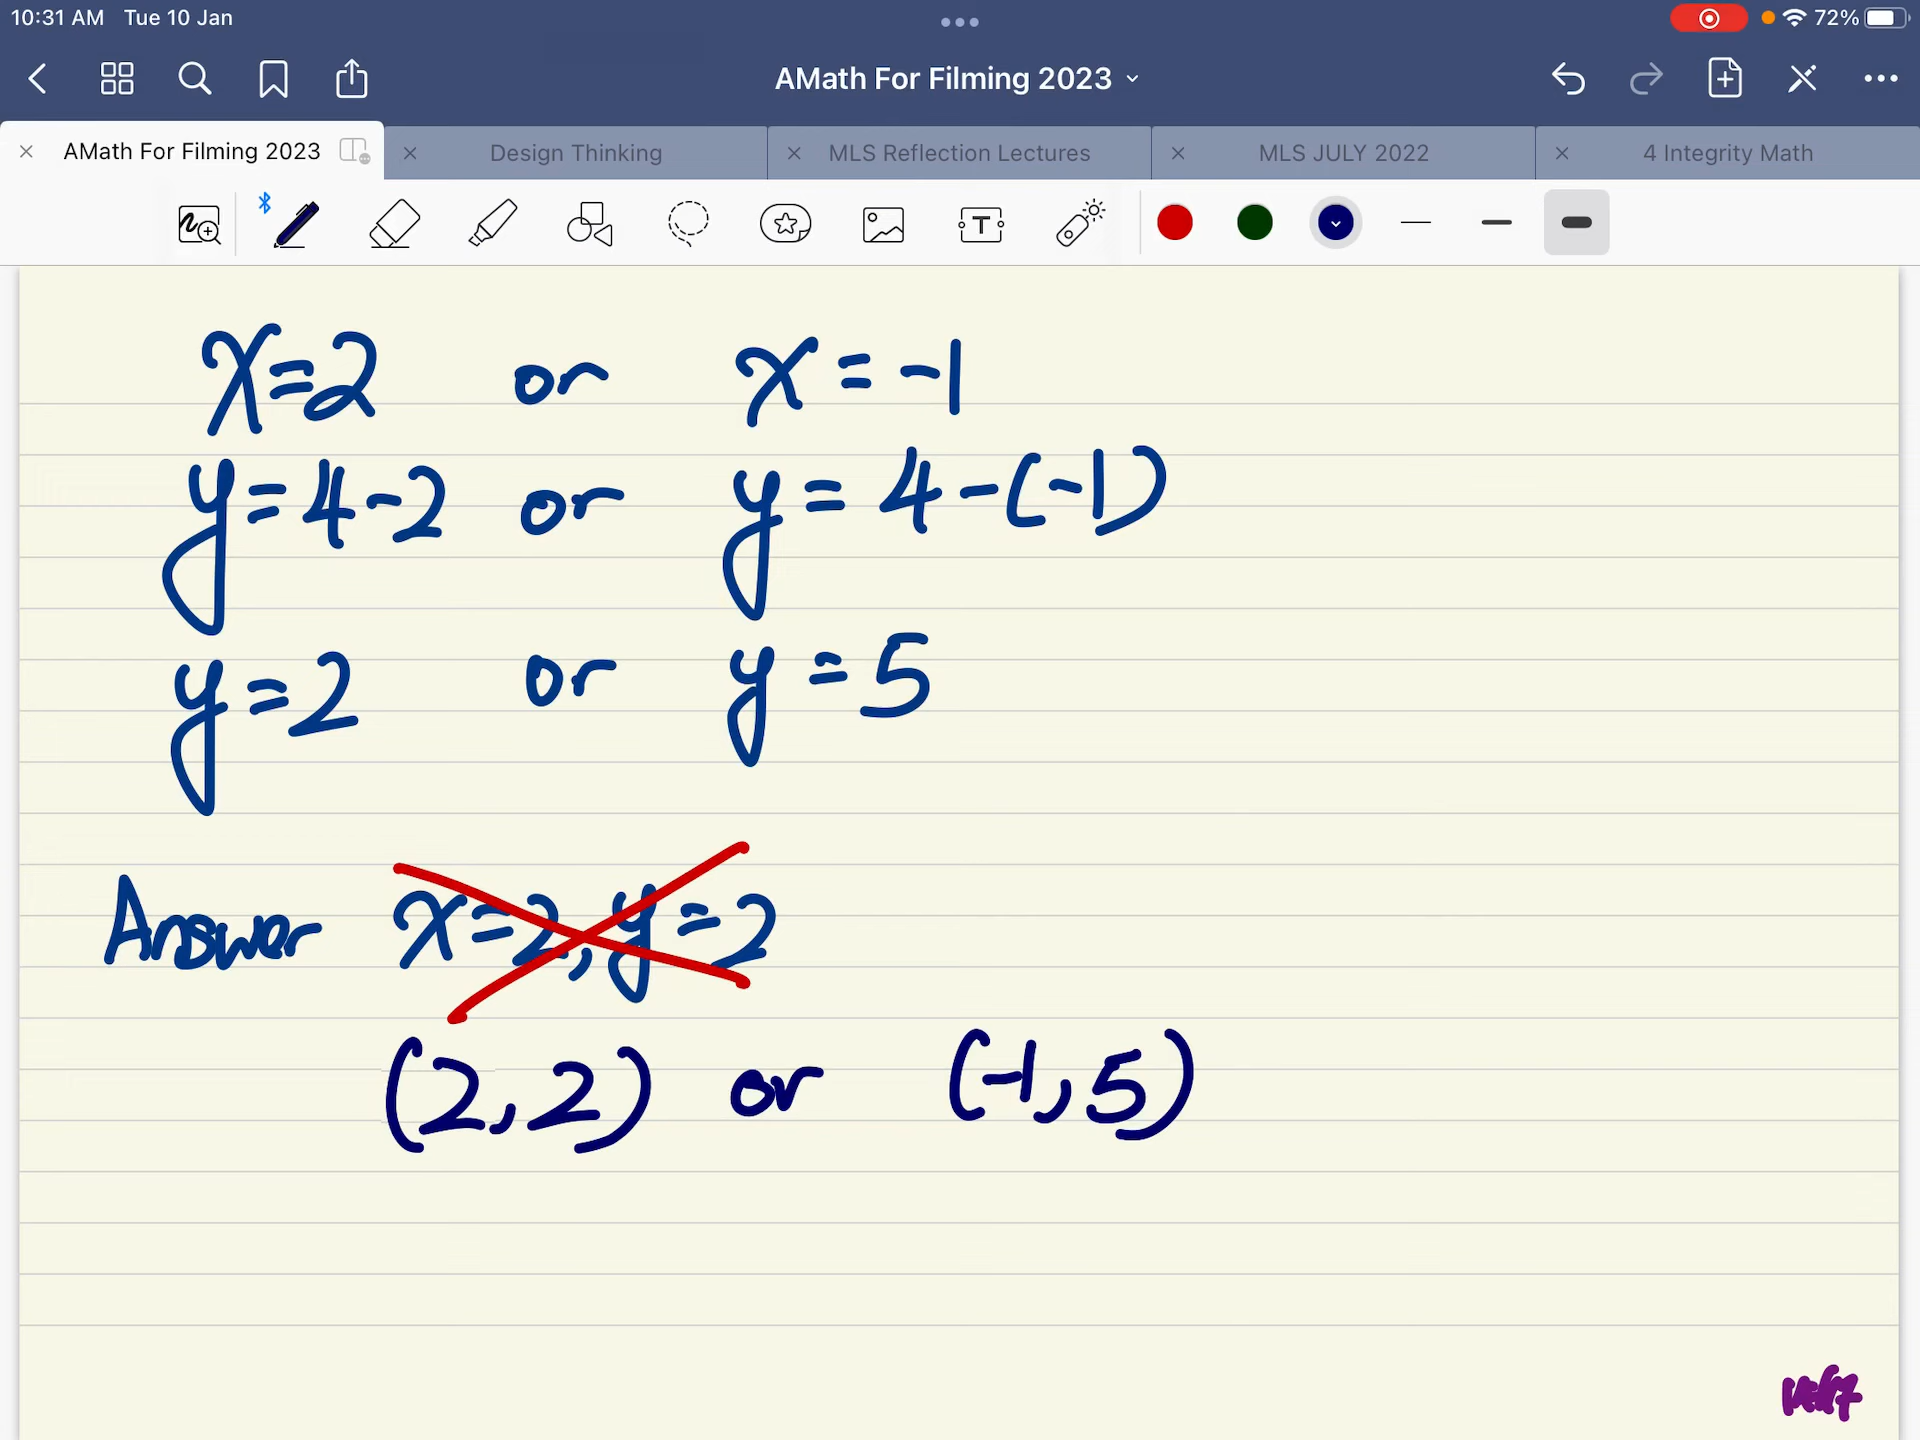 10:31 AM Tue 10 Jan 72%
AMath For Filming 2023
AMath For Filming 2023 Design Thinking MLS Reflection Lectures MLS JULY 2022 4 Integrity Math
T
x=2 or x=-1
y=4-2 or y=4-(-1)
y=2 or y=5
Answer x=2, y=2
(2,2) or (-1,5)